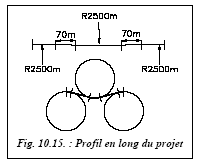 R2500m
70m 70m
R2500m R2500m
Fig. 10.15. : Profil en long du projet